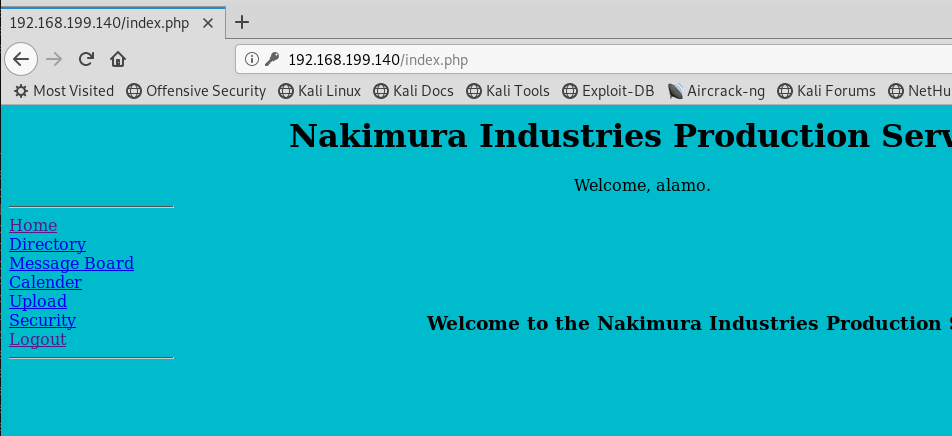 192.168.199.140/index.php
192.168.199.140/index.php
Most Visited Offensive Security Kali Linux Kali Docs Kali Tools Exploit-DB Aircrack-ng Kali Forums NetHu
Nakimura Industries Production Serv
Welcome, alamo.
Home
Directory
Message Board
Calender
Upload
Security
Logout
Welcome to the Nakimura Industries Production